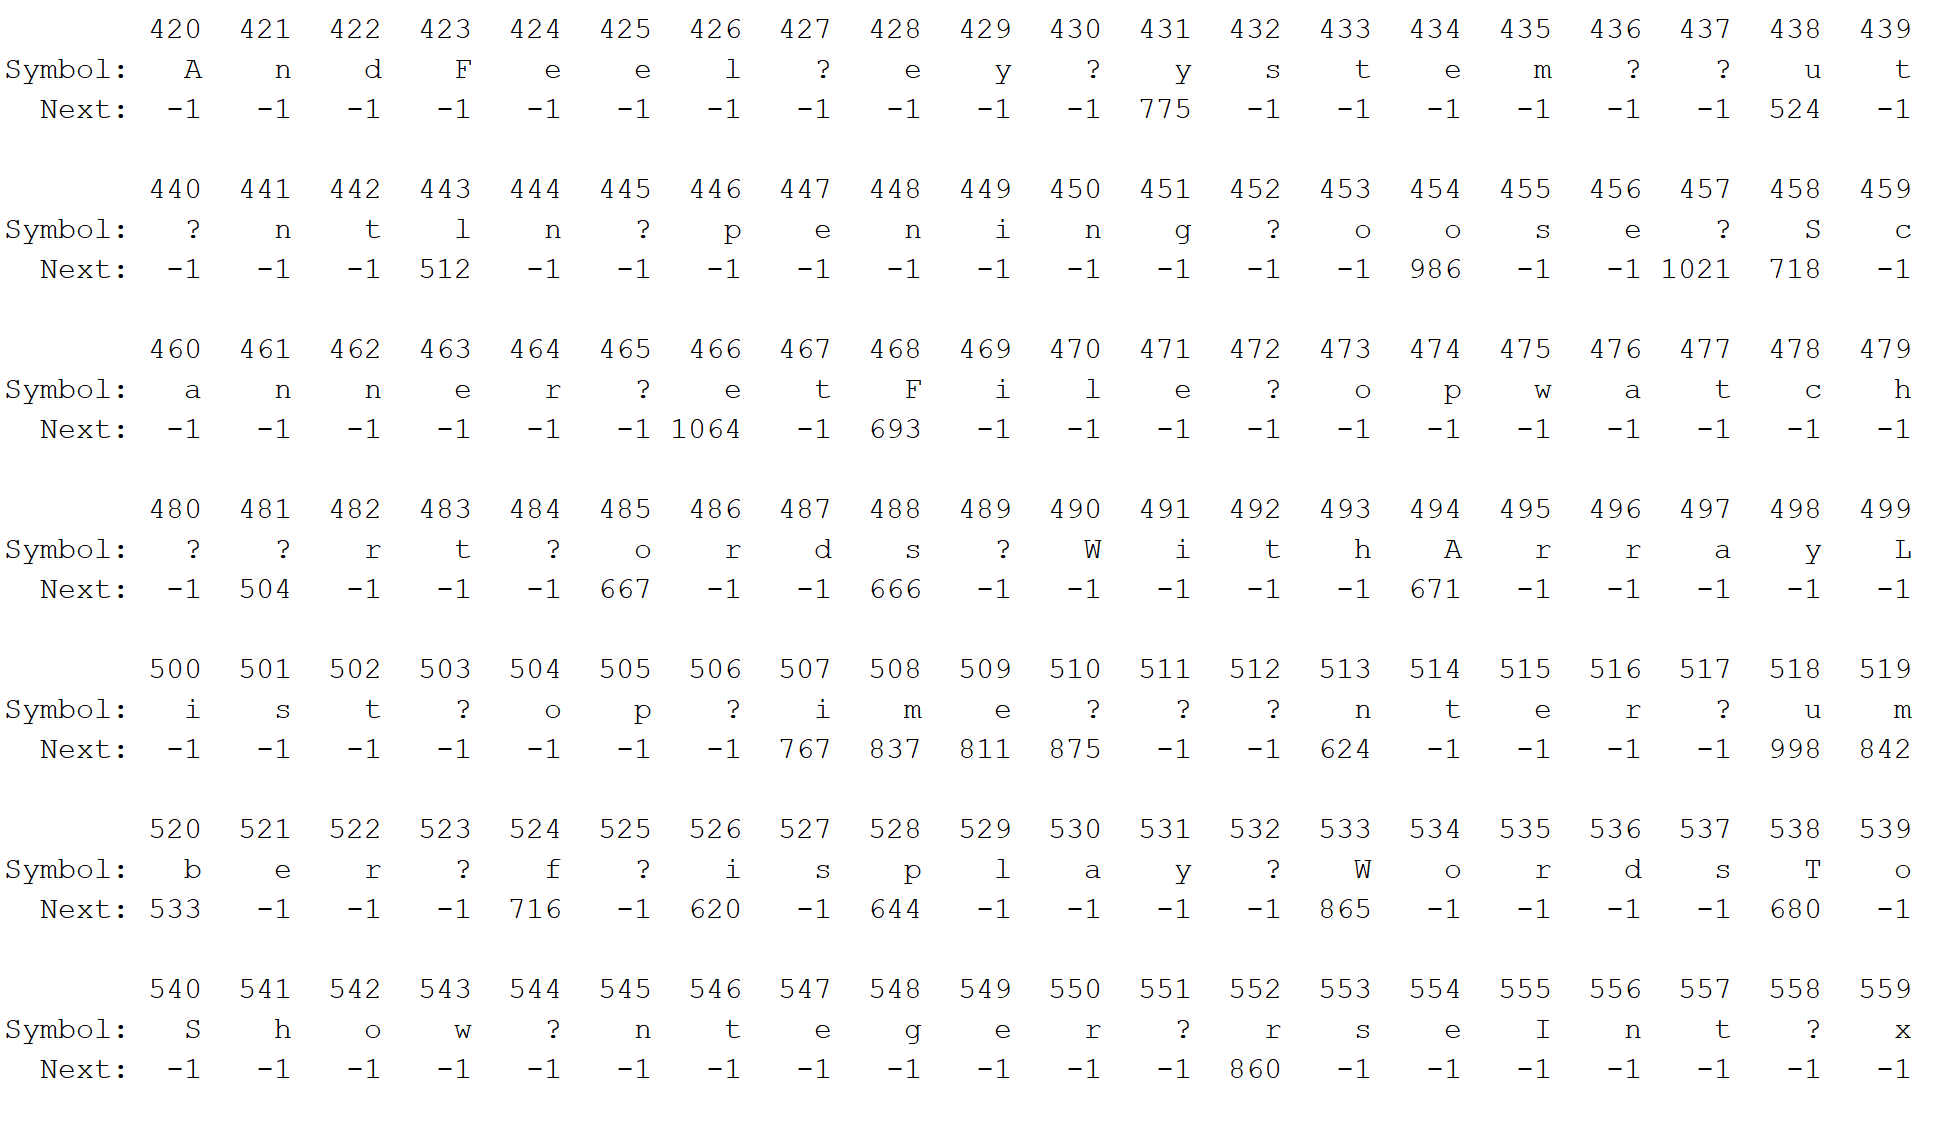 420 421 422 423 424 425 426 427 428 429 430 431 432 433 434 435 436 437 438 439
Symbol: A n d F e e l ? e y ? y s t e m ? ? u t
Next: -1 -1 -1 -1 -1 -1 -1 -1 -1 -1 -1 775 -1 -1 -1 -1 -1 -1 524 -1
440 441 442 443 444 445 446 447 448 449 450 451 452 453 454 455 456 457 458 459
Symbol: ? n t l n ? p e n i n g ? o o s e ? S c
Next: -1 -1 -1 512 -1 -1 -1 -1 -1 -1 -1 -1 -1 -1 986 -1 -1 1021 718 -1
460 461 462 463 464 465 466 467 468 469 470 471 472 473 474 475 476 477 478 479
Symbol: a n n e r ? e t F i l e ? o p w a t c h
Next: -1 -1 -1 -1 -1 -1 1064 -1 693 -1 -1 -1 -1 -1 -1 -1 -1 -1 -1 -1
480 481 482 483 484 485 486 487 488 489 490 491 492 493 494 495 496 497 498 499
Symbol: ? ? r t ? o r d s ? W i t h A r r a y L
Next: -1 504 -1 -1 -1 667 -1 -1 666 -1 -1 -1 -1 -1 671 -1 -1 -1 -1 -1
500 501 502 503 504 505 506 507 508 509 510 511 512 513 514 515 516 517 518 519
Symbol: i s t ? o p ? i m e ? ? ? n t e r ? u m
Next: -1 -1 -1 -1 -1 -1 -1 767 837 811 875 -1 -1 624 -1 -1 -1 -1 998 842
520 521 522 523 524 525 526 527 528 529 530 531 532 533 534 535 536 537 538 539
Symbol: b e r ? f ? i s p l a y ? W o r d s T o
Next: 533 -1 -1 -1 716 -1 620 -1 644 -1 -1 -1 -1 865 -1 -1 -1 -1 680 -1
540 541 542 543 544 545 546 547 548 549 550 551 552 553 554 555 556 557 558 559
Symbol: S h o w ? n t e g e r ? r s e I n t ? x
Next: -1 -1 -1 -1 -1 -1 -1 -1 -1 -1 -1 -1 860 -1 -1 -1 -1 -1 -1 -1